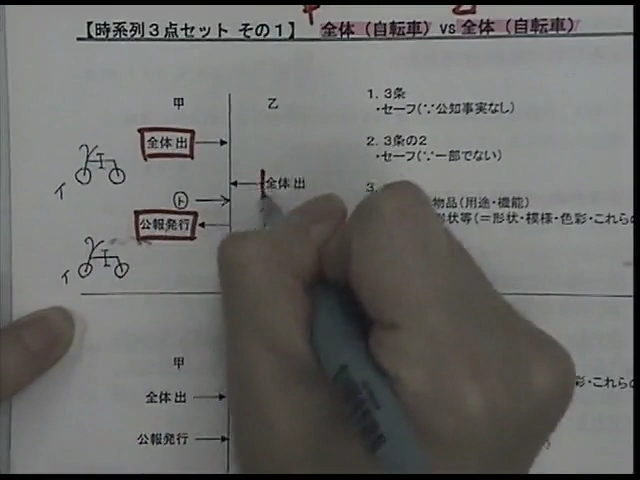 甲 乙
【時系列3点セット その1】 全体（自転車）vs 全体（自転車）
甲 乙
全体出
全体出
ト
公報発行
イ
イ
1. 3条
・セーフ(∵公知事実なし)
2. 3条の2
・セーフ(∵一部でない)
3.
物品(用途・機能)
形状等(=形状・模様・色彩・これら
甲
全体出
公報発行
彩・これら